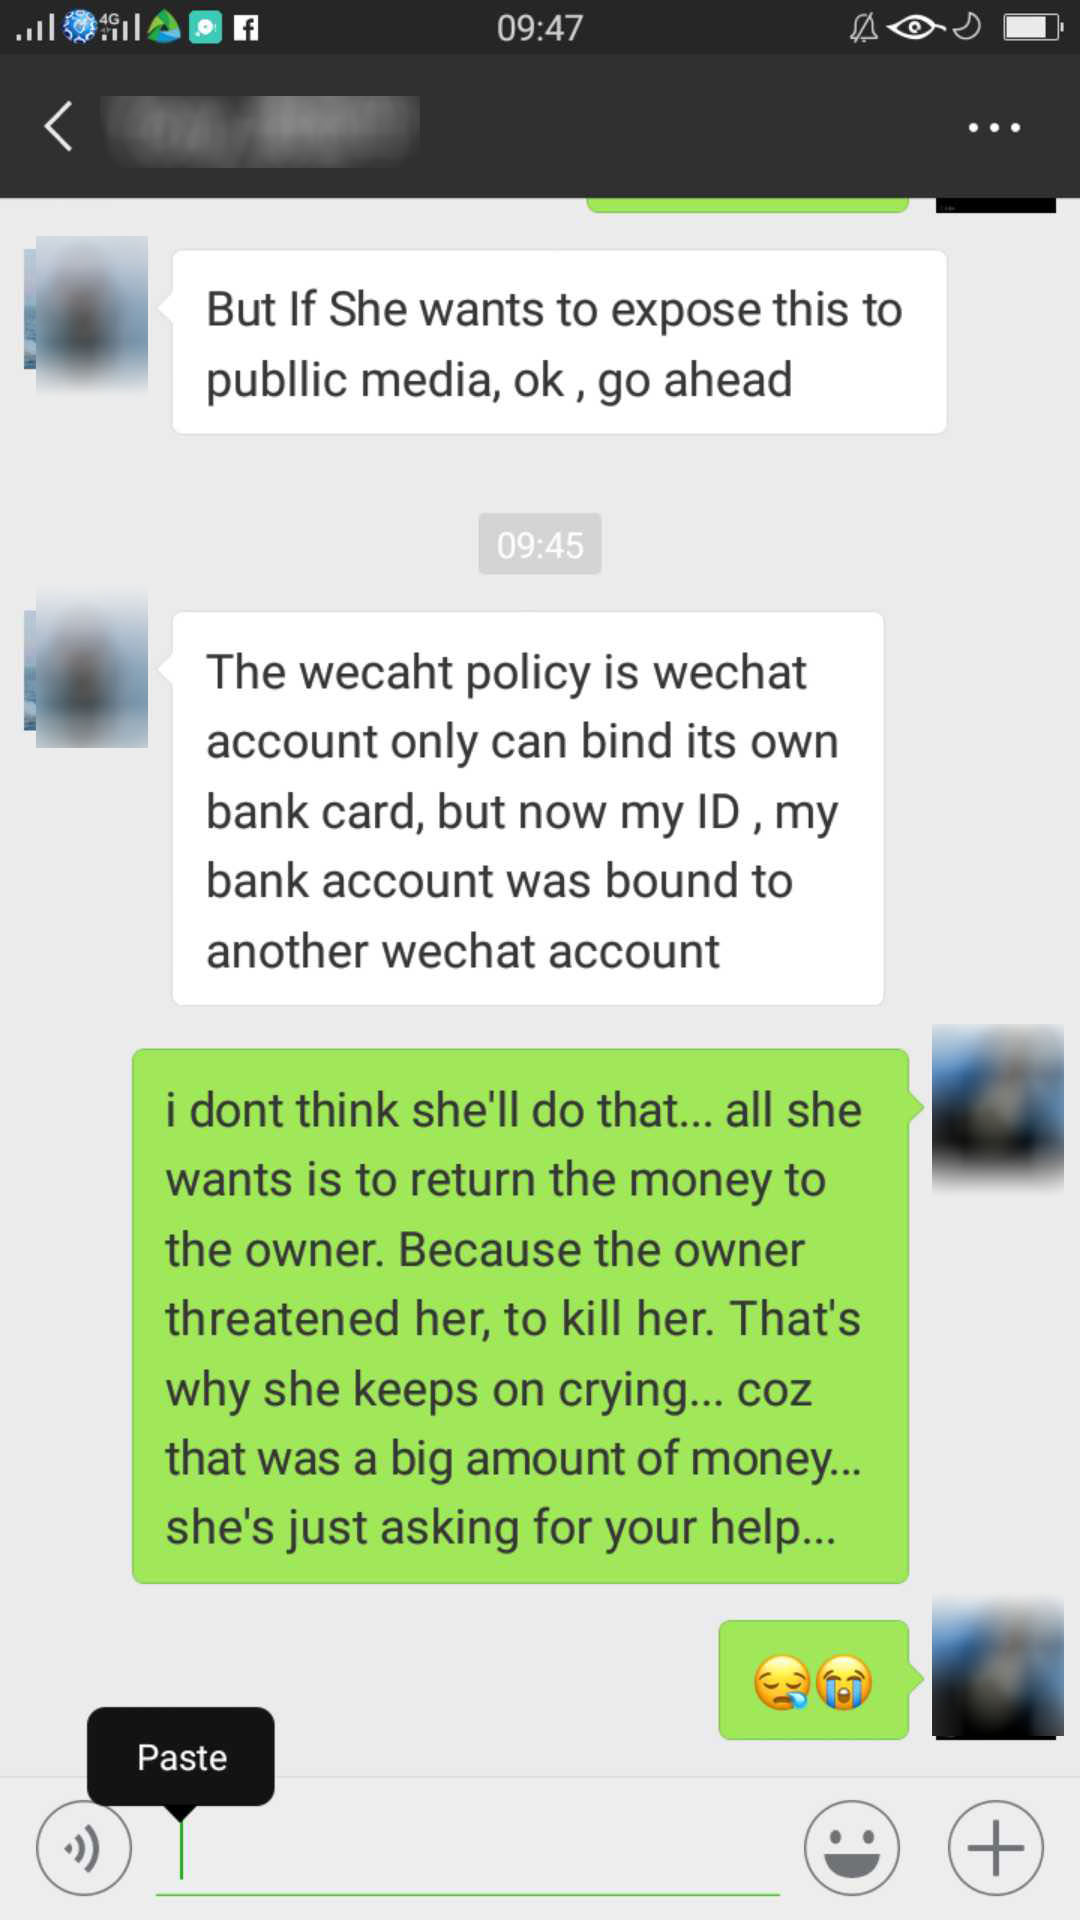 4G
09:47
But If She wants to expose this to
publlic media, ok , go ahead
09:45
The wecaht policy is wechat
account only can bind its own
bank card, but now my ID , my
bank account was bound to
another wechat account
i dont think she'll do that... all she
wants is to return the money to
the owner. Because the owner
threatened her, to kill her. That's
why she keeps on crying... coz
that was a big amount of money...
she's just asking for your help...
Paste